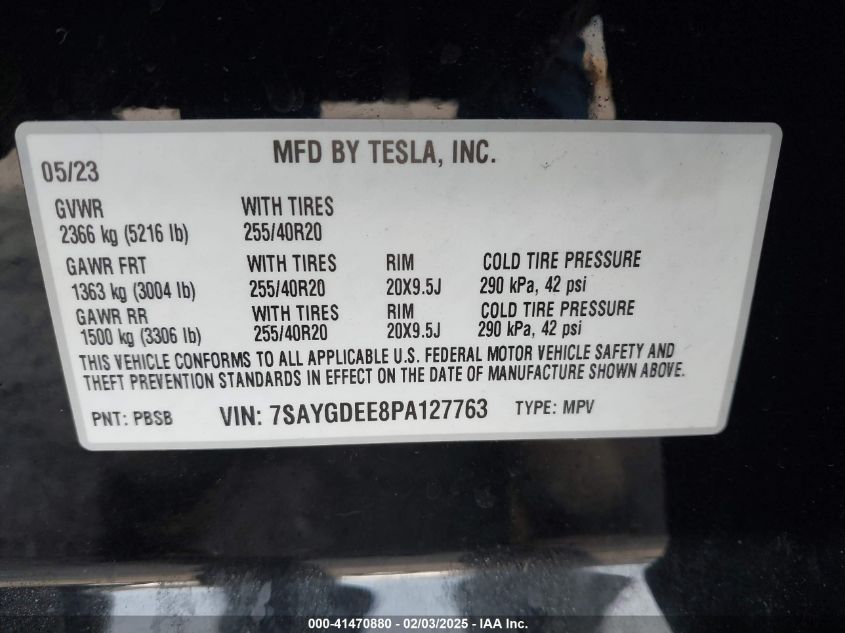 MFD BY TESLA, INC.
05/23
GVWR WITH TIRES
2366 kg (5216 lb) 255/40R20
GAWR FRT WITH TIRES RIM COLD TIRE PRESSURE
1363 kg (3004 lb) 255/40R20 20X9.5J 290 kPa, 42 psi
GAWR RR WITH TIRES RIM COLD TIRE PRESSURE
1500 kg (3306 lb) 255/40R20 20X9.5J 290 kPa, 42 psi
THIS VEHICLE CONFORMS TO ALL APPLICABLE U.S. FEDERAL MOTOR VEHICLE SAFETY AND
THEFT PREVENTION STANDARDS IN EFFECT ON THE DATE OF MANUFACTURE SHOWN ABOVE.
PNT: PBSB VIN: 7SAYGDEE8PA127763 TYPE: MPV
000-41470880 - 02/03/2025 - IAA Inc.